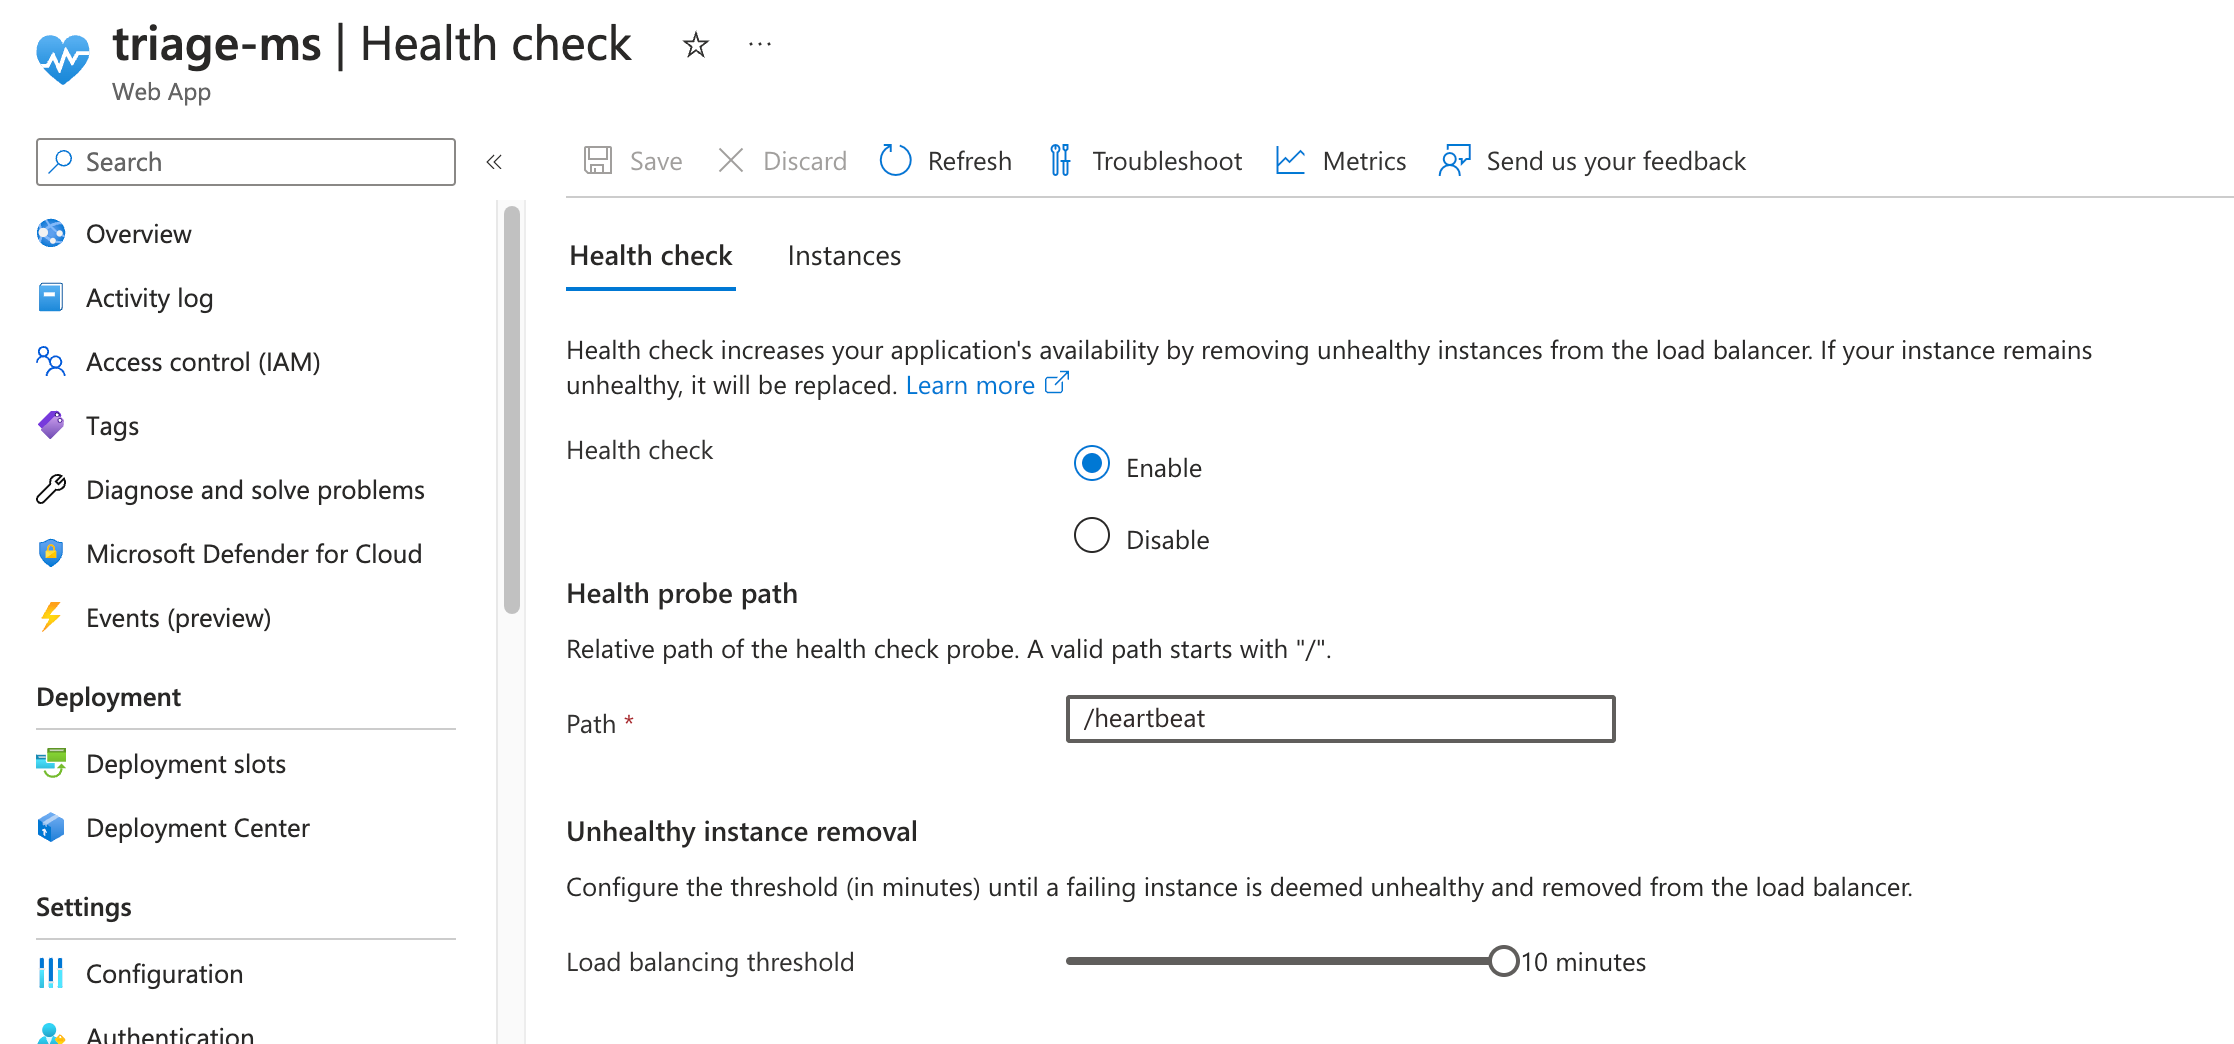 triage-ms | Health check
Web App
Search
Save
Discard
Refresh
Troubleshoot
Metrics
Send us your feedback
Overview
Activity log
Access control (IAM)
Tags
Diagnose and solve problems
Microsoft Defender for Cloud
Events (preview)
Deployment
Deployment slots
Deployment Center
Settings
Configuration
Authentication
Health check
Instances
Health check increases your application's availability by removing unhealthy instances from the load balancer. If your instance remains
unhealthy, it will be replaced. Learn more
Health check
Enable
Disable
Health probe path
Relative path of the health check probe. A valid path starts with "/".
Path *
/heartbeat
Unhealthy instance removal
Configure the threshold (in minutes) until a failing instance is deemed unhealthy and removed from the load balancer.
Load balancing threshold
10 minutes